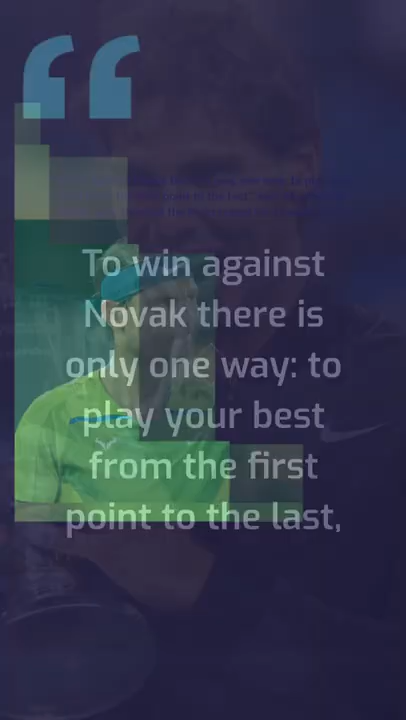 “
To win against
Novak there is
only one way: to
play your best
from the first
point to the last,